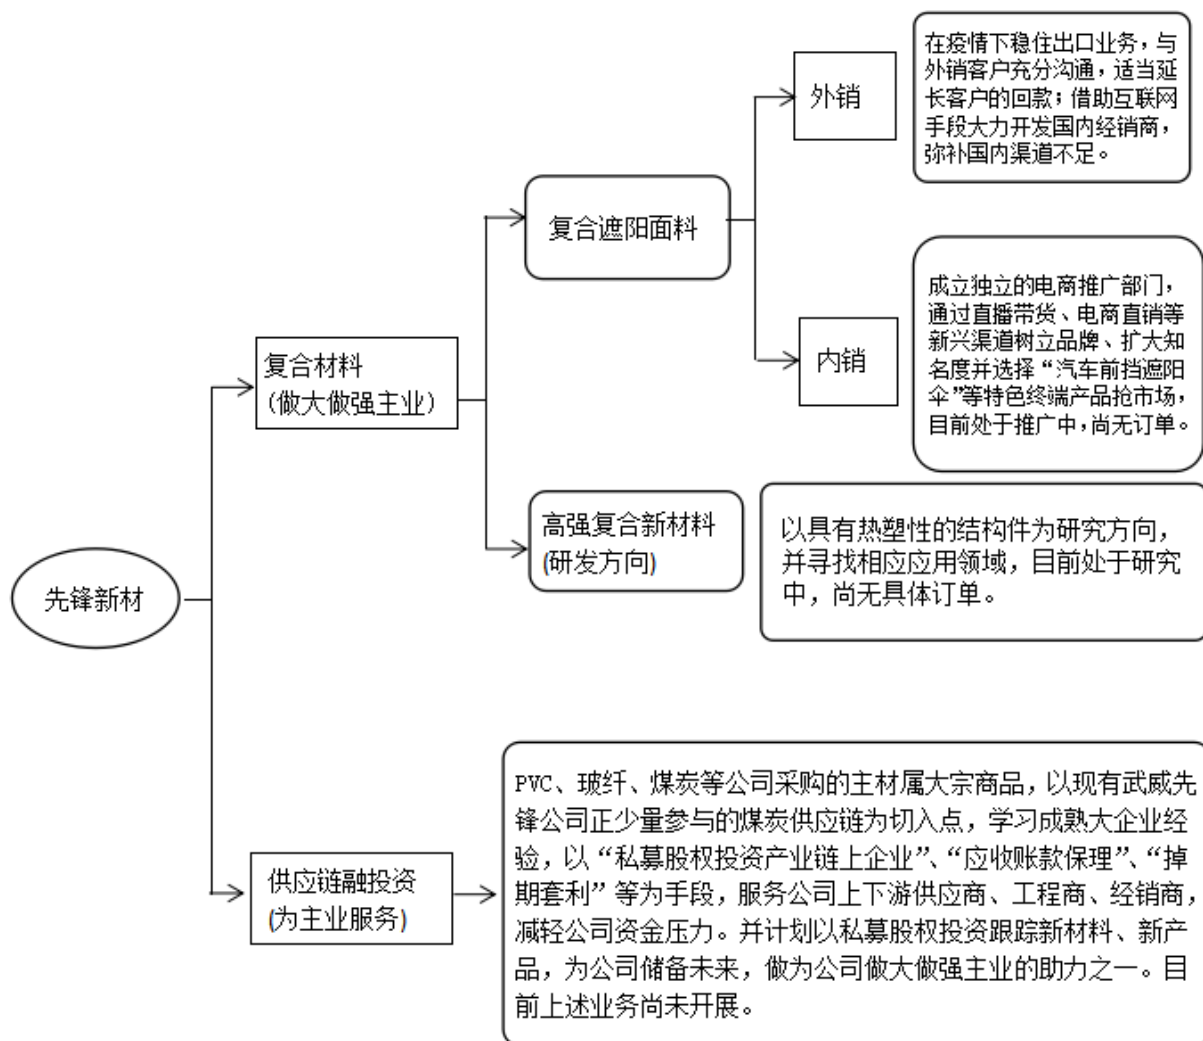 在疫情下稳住出口业务，与
外销客户充分沟通，适当延
长客户的回款；借助互联网
手段大力开发国内经销商，
弥补国内渠道不足。
外销
复合遮阳面料
成立独立的电商推广部门，
通过直播带货、电商直销等
新兴渠道树立品牌、扩大知
名度并选择“汽车前挡遮阳
伞”等特色终端产品抢市场，
目前处于推广中，尚无订单。
内销
复合材料
(做大做强主业)
高强复合新材料
(研发方向)
以具有热塑性的结构件为研究方向，
并寻找相应应用领域，目前处于研究
中，尚无具体订单。
先锋新材
供应链融投资
(为主业服务)
PVC、玻纤、煤炭等公司采购的主材属大宗商品，以现有武威先
锋公司正少量参与的煤炭供应链为切入点，学习成熟大企业经
验，以“私募股权投资产业链上企业”、“应收账款保理”、“掉
期套利”等为手段，服务公司上下游供应商、工程商、经销商，
减轻公司资金压力。并计划以私募股权投资跟踪新材料、新产
品，为公司储备未来，做为公司做大做强主业的助力之一。目
前上述业务尚未开展。